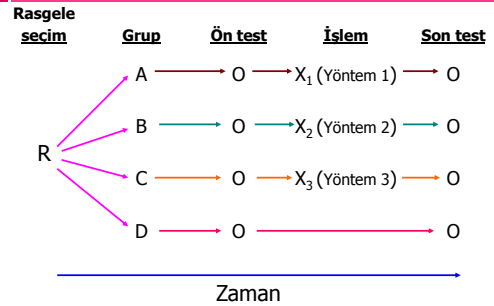 Rasgele
seçim Grup Ön test İşlem Son test
A O X₁ (Yöntem 1) O
B O X₂ (Yöntem 2) O
R
C O X₃ (Yöntem 3) O
D O O
Zaman